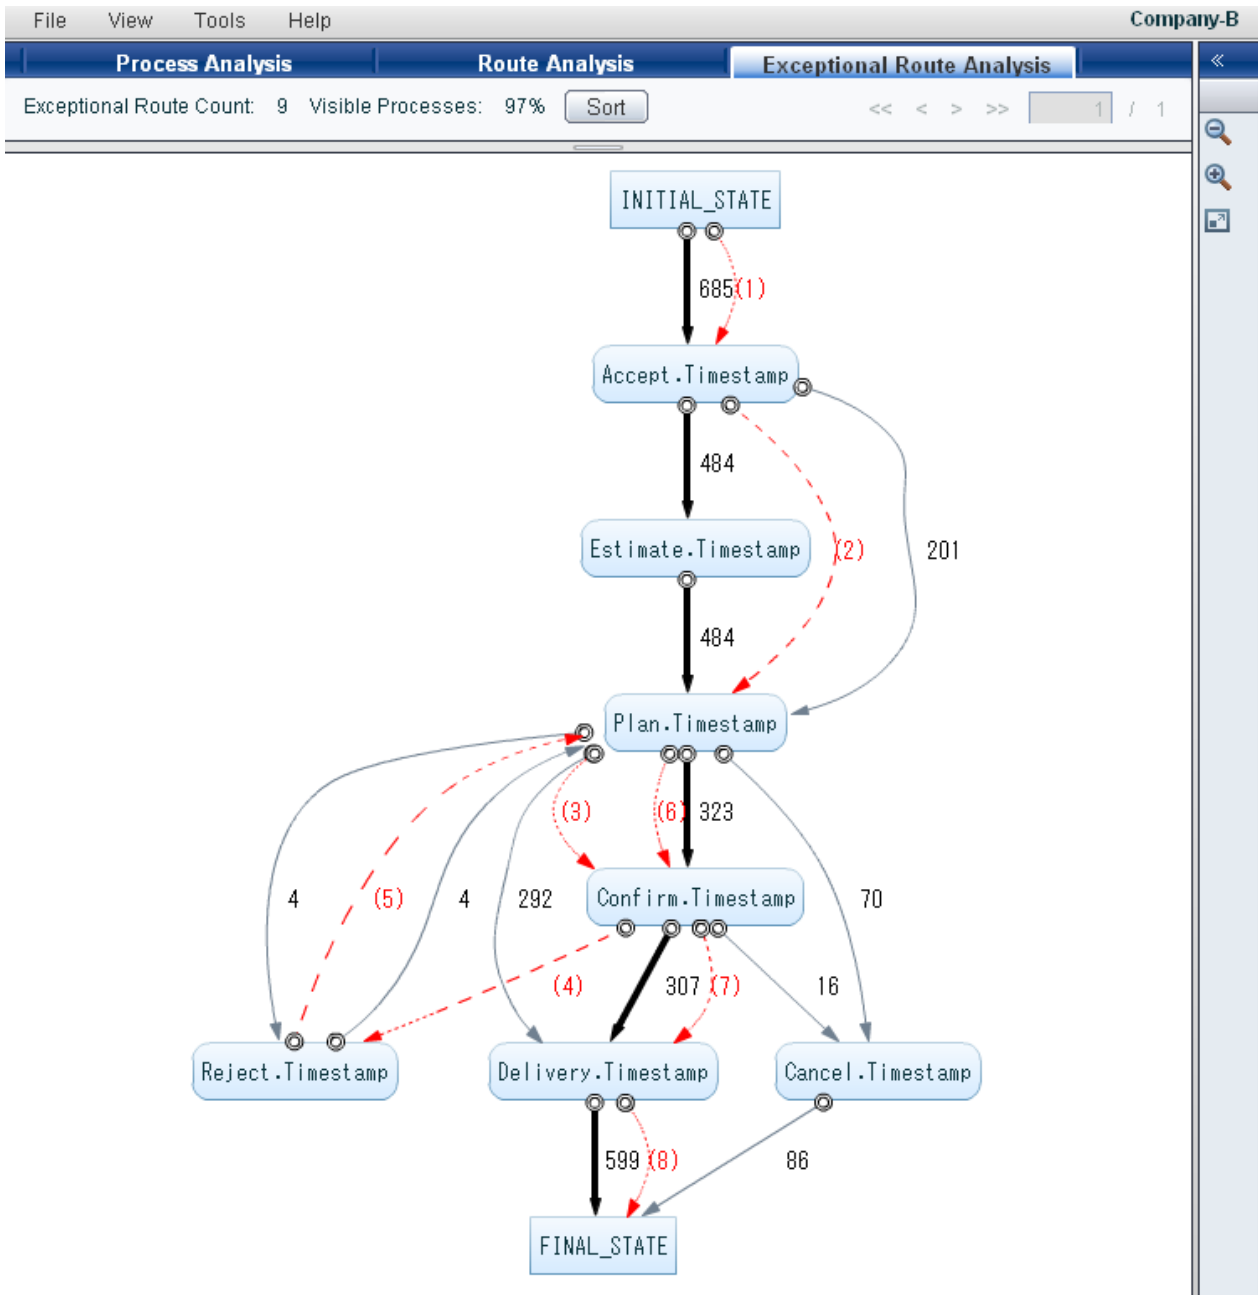 File View Tools Help Company-B
Process Analysis Route Analysis Exceptional Route Analysis «
Exceptional Route Count: 9 Visible Processes: 97% Sort << < > >> 1 / 1
INITIAL_STATE
685 (1)
Accept.Timestamp
484
Estimate.Timestamp (2) 201
484
Plan.Timestamp
(3) (6) 323
4 (5) 4 292 Confirm.Timestamp 70
(4) 307 (7) 16
Reject.Timestamp Delivery.Timestamp Cancel.Timestamp
599 (8) 86
FINAL_STATE